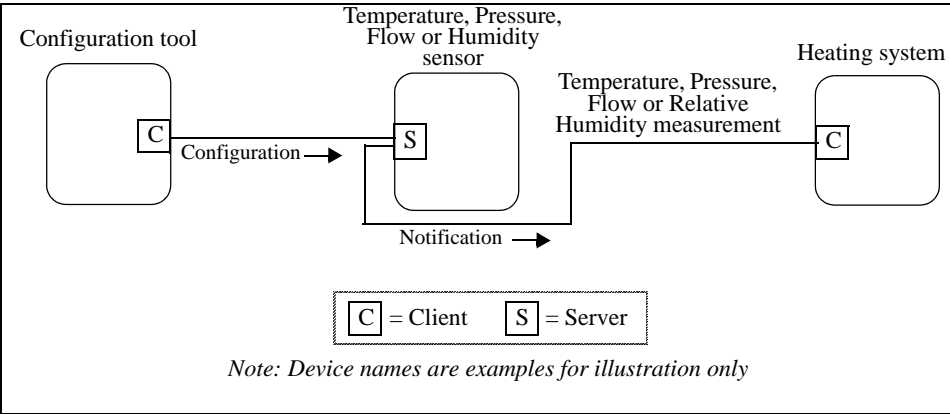 Configuration tool
Temperature, Pressure,
Flow or Humidity
sensor
Heating system
Temperature, Pressure,
Flow or Relative
Humidity measurement
C
S
C
Configuration
Notification
C = Client
S = Server
Note: Device names are examples for illustration only